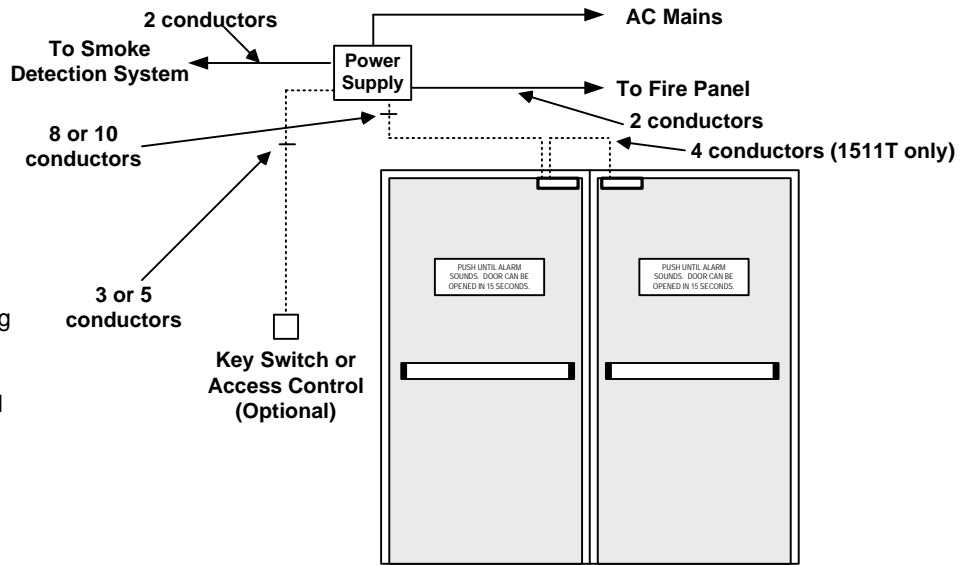 2 conductors
AC Mains
To Smoke
Detection System
Power
Supply
To Fire Panel
2 conductors
8 or 10
conductors
4 conductors (1511T only)
PUSH UNTIL ALARM
SOUNDS. DOOR CAN BE
OPENED IN 15 SECONDS.
PUSH UNTIL ALARM
SOUNDS. DOOR CAN BE
OPENED IN 15 SECONDS.
3 or 5
conductors
g
Key Switch or
Access Control
(Optional)